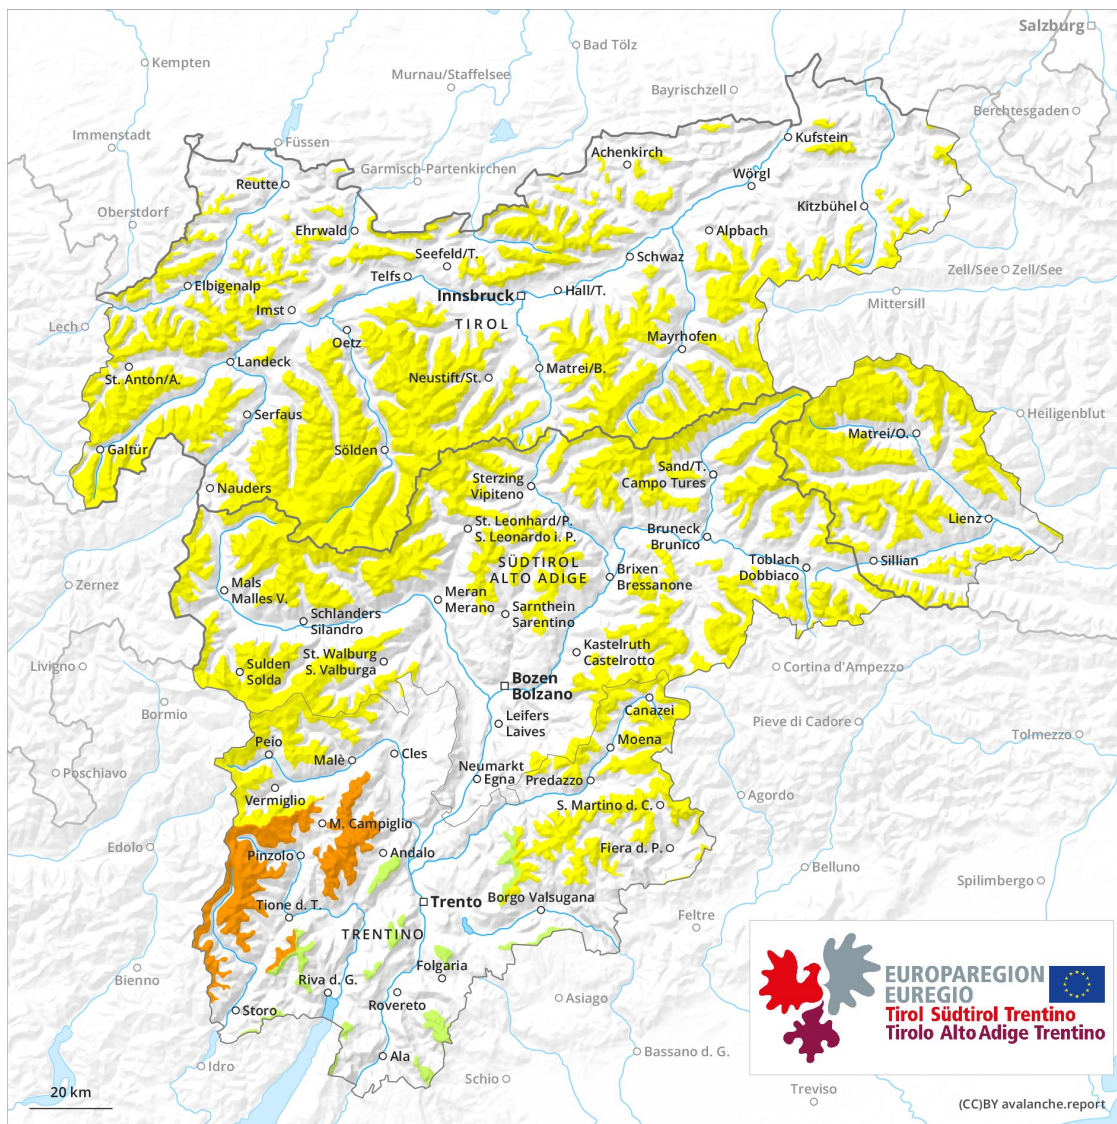 Salzburg
Bad Tölz
Kempten
Murnau/Staffelsee
Bayrischzell
Berchtesgaden
Immenstadt
Füssen
Kufstein
Achenkirch
Garmisch-Partenkirchen
Wörgl
Reutte
Kitzbühel
Oberstdorf
Ehrwald
Alpbach
Seefeld/T.
Schwaz
Zell/See
Zell/See
Telfs
Elbigenalp
Hall/T.
Innsbruck
Mittersill
Imst
TIROL
Lech
Oetz
Mayrhofen
Landeck
Matrei/B.
St. Anton/A.
Neustift/St.
Serfaus
Heiligenblut
Matrei/O.
Galtür
Sölden
Sand/T.
Campo Tures
Sterzing
Vipiteno
Nauders
Lienz
St. Leonhard/P.
S. Leonardo i. P.
Bruneck
Brunico
SÜDTIROL
ALTO ADIGE
Toblach
Dobbiaco
Sillian
Brixen
Bressanone
Zernez
Mals
Malles V.
Meran
Merano
Sarnthein
Sarentino
Schlanders
Silandro
Kastelruth
Castelrotto
St. Walburg
S. Valburga
Livigno
Sulden
Solda
Cortina d'Ampezzo
Bozen
Bolzano
Canazei
Bormio
Leifers
Laives
Pieve di Cadore
Moena
Tolmezzo
Peio
Malè
Cles
Neumarkt
Egna
Predazzo
Poschiavo
Vermiglio
Agordo
S. Martino d. C.
M. Campiglio
Edolo
Pinzolo
Andalo
Fiera d. P.
Belluno
Spilimbergo
Tione d. T.
Trento
Borgo Valsugana
Feltre
TRENTINO
Bienno
Folgaria
Riva d. G.
EUROPAREGION
EUREGIO
Tirol Südtirol Trentino
Tirolo Alto Adige Trentino
Storo
Rovereto
Asiago
Ala
Bassano d. G.
Idro
Schio
Treviso
20 km
(CC)BY avalanche.report